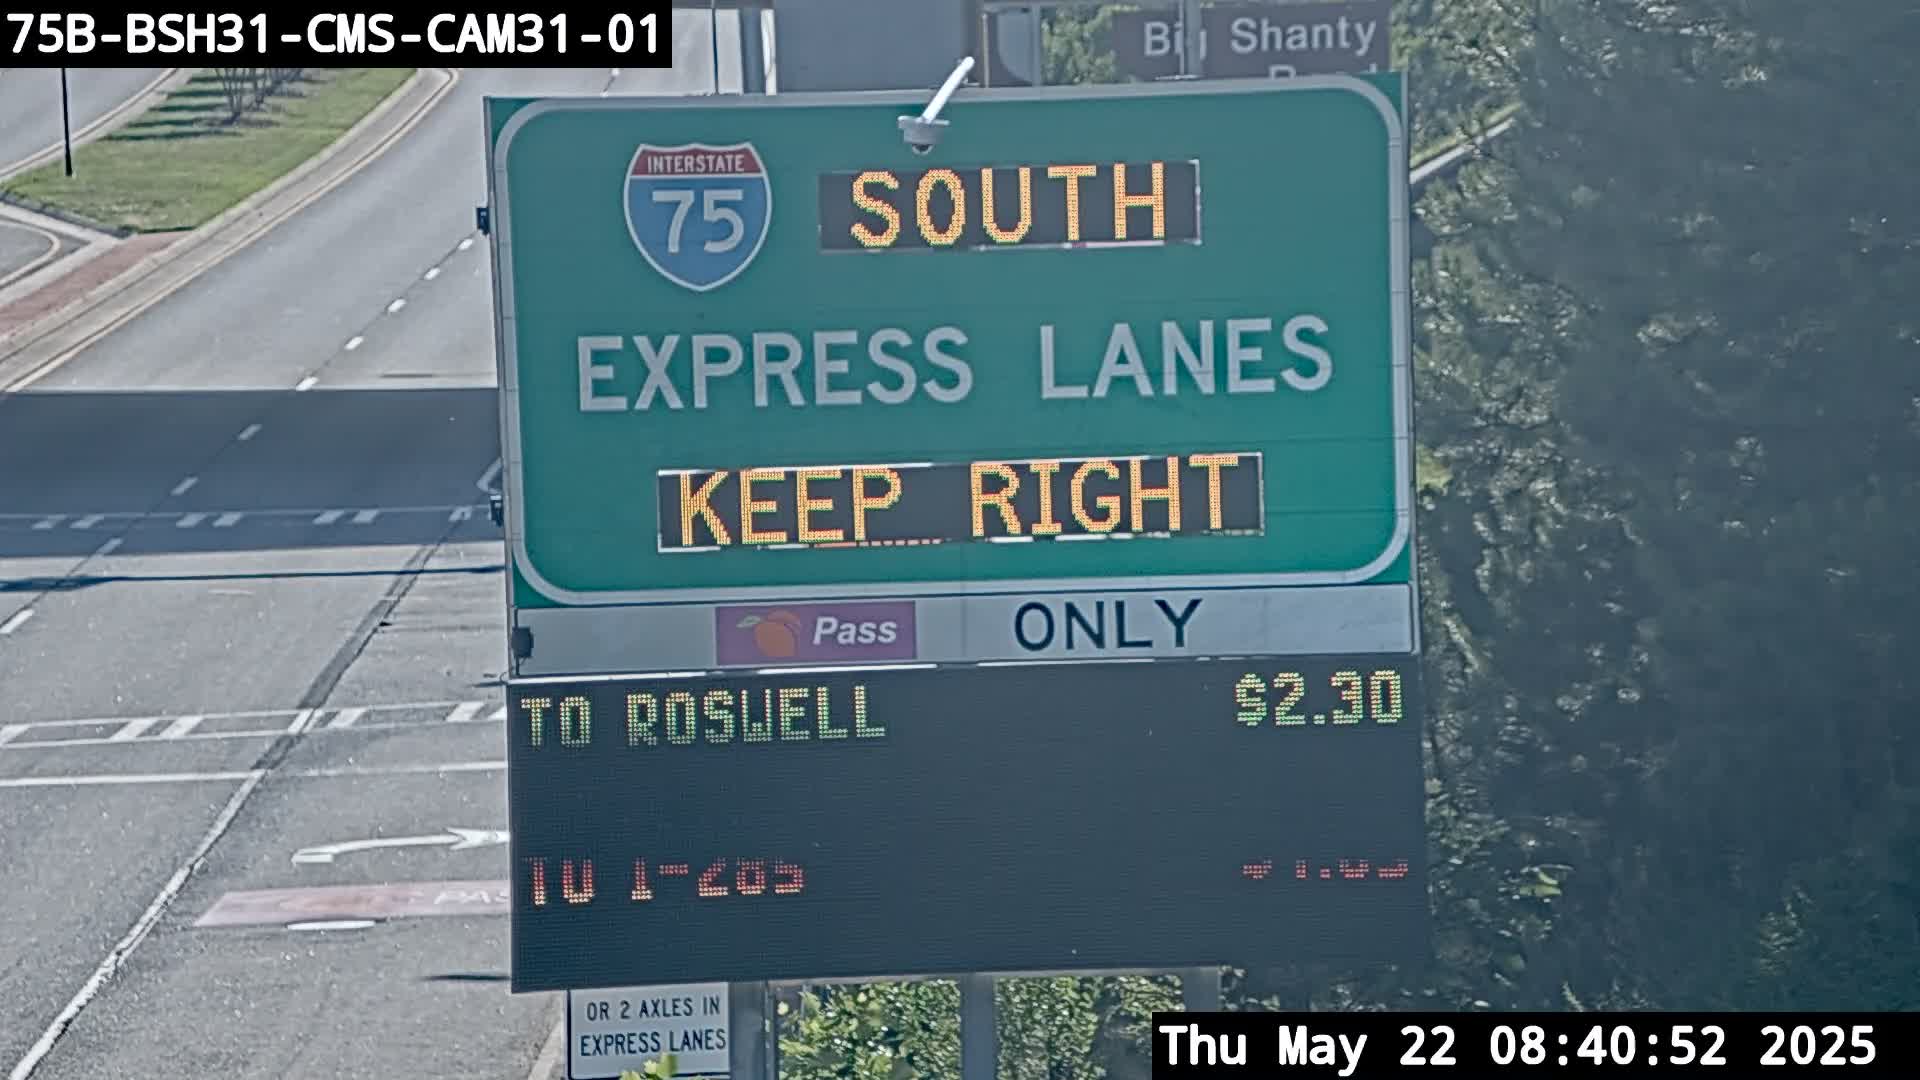 75B-BSH31-CMS-CAM31-01
Big Shanty
INTERSTATE
75
SOUTH
EXPRESS LANES
KEEP RIGHT
Pass ONLY
TO ROSWELL $2.30
TO I-285
OR 2 AXLES IN
EXPRESS LANES
Thu May 22 08:40:52 2025